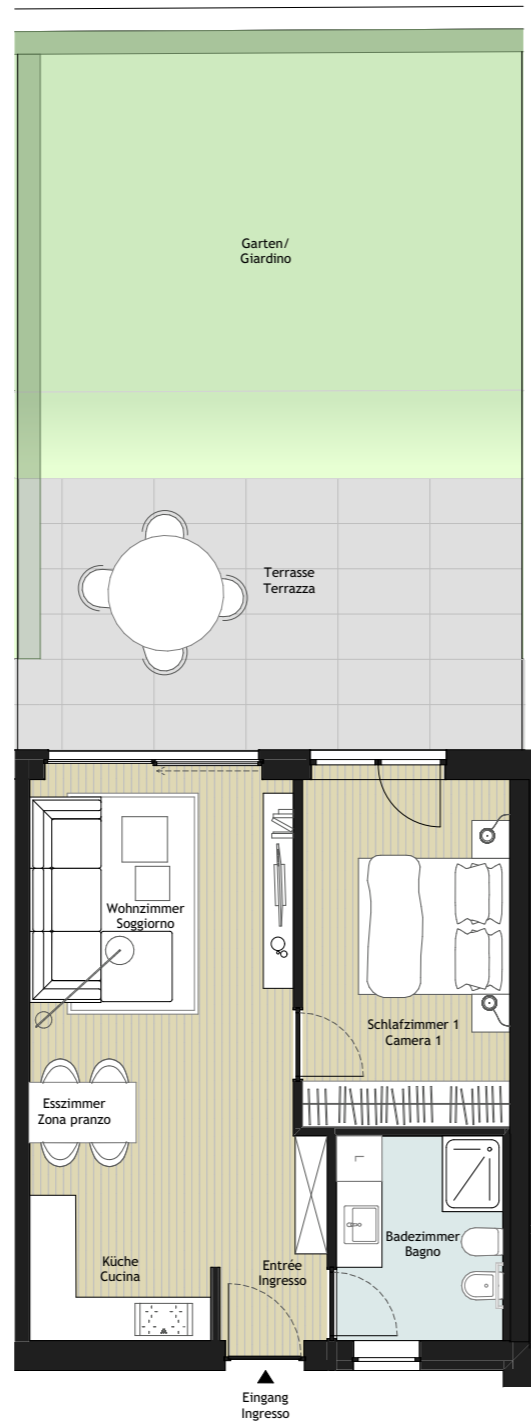 Garten/
Giardino
Terrasse
Terrazza
Wohnzimmer
Soggiorno
Schlafzimmer 1
Camera 1
Esszimmer
Zona pranzo
Badezimmer
Bagno
Küche
Cucina
Entrée
Ingresso
Eingang
Ingresso